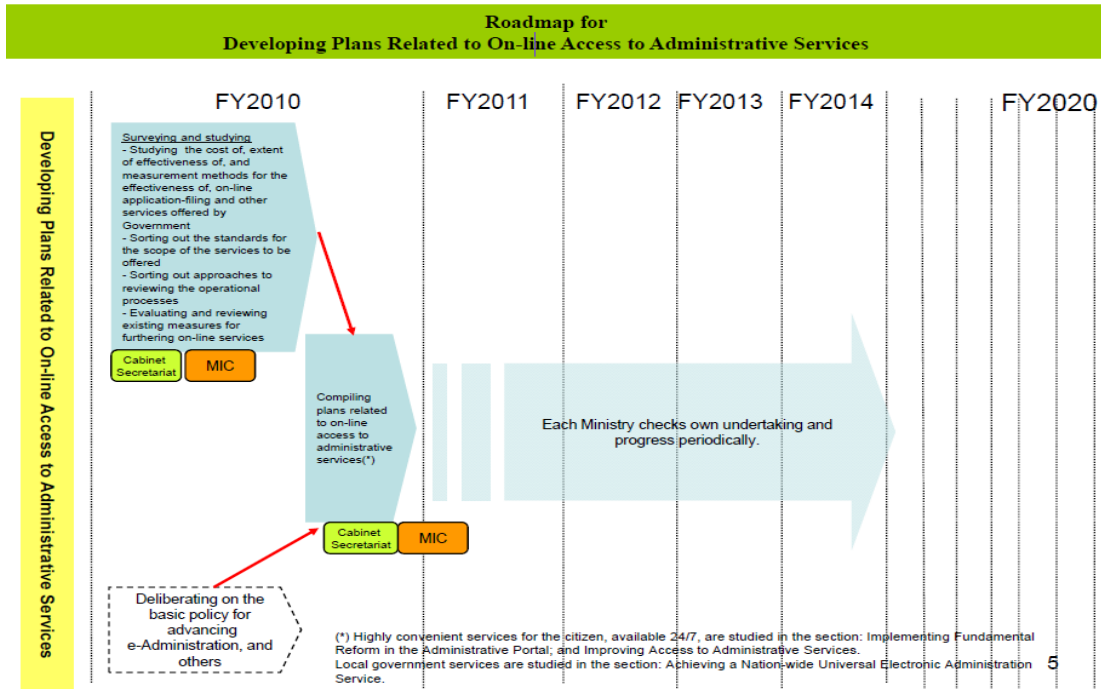 Roadmap for
Developing Plans Related to On-line Access to Administrative Services
Developing Plans Related to On-line Access to Administrative Services
FY2010
FY2011
FY2012
FY2013
FY2014
FY2020
Surveying and studying
- Studying the cost of, extent
of effectiveness of, and
measurement methods for the
effectiveness of, on-line
application-filing and other
services offered by
Government
- Sorting out the standards for
the scope of the services to be
offered
- Sorting out approaches to
reviewing the operational
processes
- Evaluating and reviewing
existing measures for
furthering on-line services
Cabinet
Secretariat
MIC
Compiling
plans related
to on-line
access to
administrative
services(*)
Cabinet
Secretariat
MIC
Each Ministry checks own undertaking and
progress periodically.
Deliberating on the
basic policy for
advancing
e-Administration, and
others
(*) Highly convenient services for the citizen, available 24/7, are studied in the section: Implementing Fundamental
Reform in the Administrative Portal; and Improving Access to Administrative Services.
Local government services are studied in the section: Achieving a Nation-wide Universal Electronic Administration
Service.
5